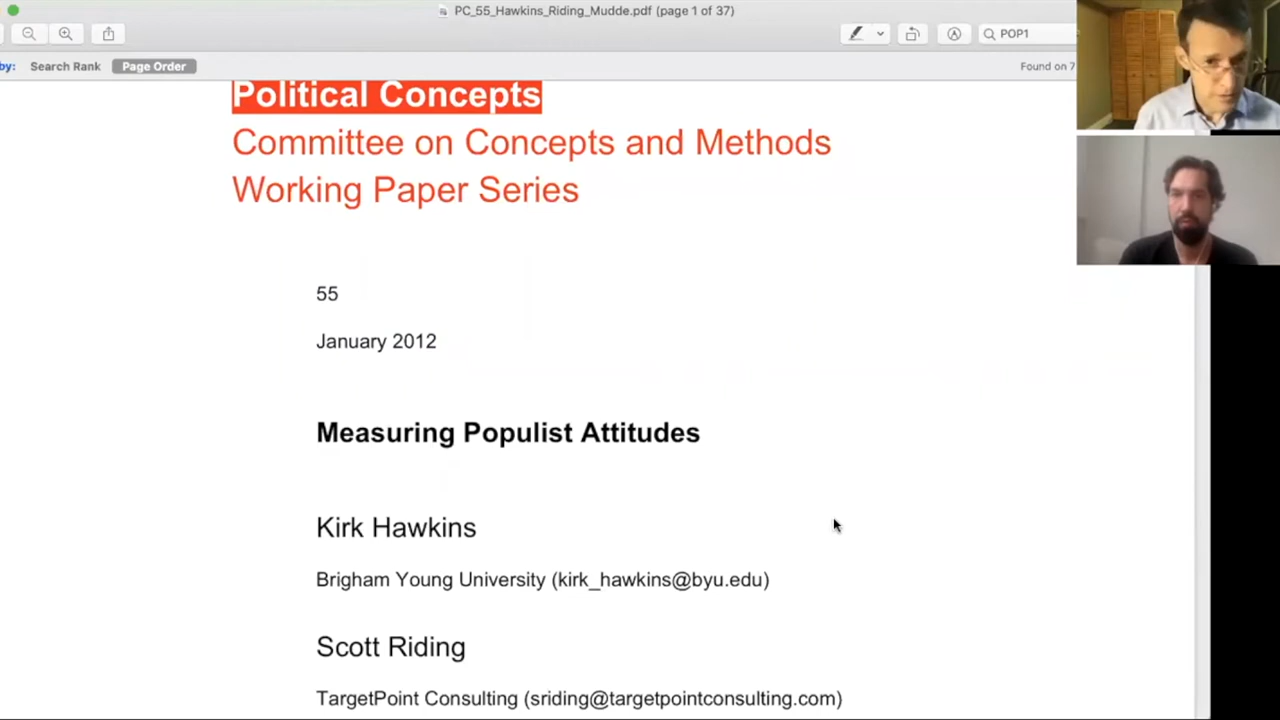 PC_55_Hawkins_Riding_Mudde.pdf (page 1 of 37)
POP1
by:
Search Rank
Page Order
Found on 7
Political Concepts
Committee on Concepts and Methods
Working Paper Series
55
January 2012
Measuring Populist Attitudes
Kirk Hawkins
Brigham Young University (kirk_hawkins@byu.edu)
Scott Riding
TargetPoint Consulting (sriding@targetpointconsulting.com)